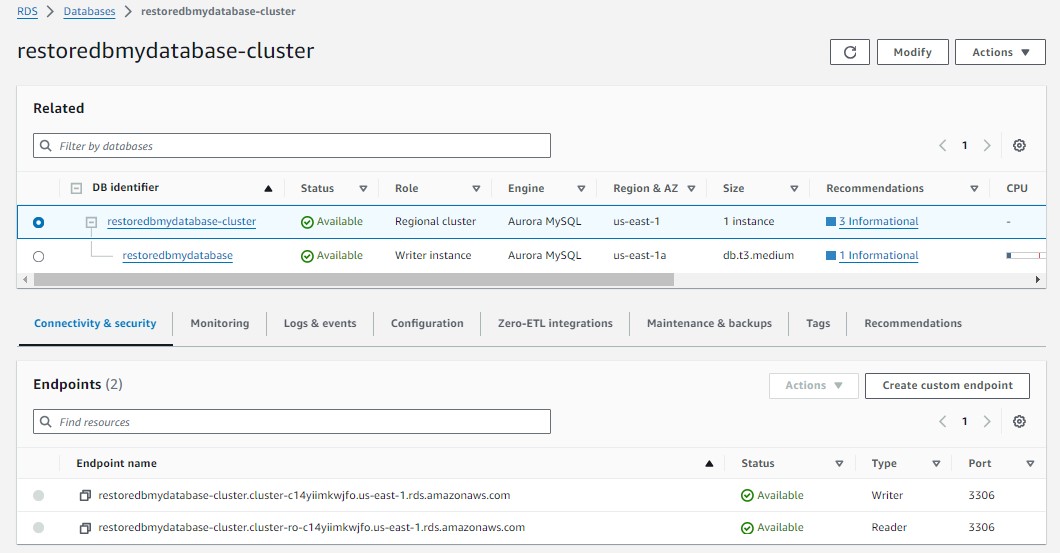 RDS > Databases > restoredbmydatabase-cluster
restoredbmydatabase-cluster
Modify
Actions
Related
Filter by databases
1
DB identifier Status Role Engine Region & AZ Size Recommendations CPU
restoredbmydatabase-cluster Available Regional cluster Aurora MySQL us-east-1 1 instance 3 Informational -
restoredbmydatabase Available Writer instance Aurora MySQL us-east-1a db.t3.medium 1 Informational
Connectivity & security Monitoring Logs & events Configuration Zero-ETL integrations Maintenance & backups Tags Recommendations
Endpoints (2)
Actions
Create custom endpoint
Find resources
1
Endpoint name Status Type Port
restoredbmydatabase-cluster.cluster-c14yiimkwjfo.us-east-1.rds.amazonaws.com Available Writer 3306
restoredbmydatabase-cluster.cluster-ro-c14yiimkwjfo.us-east-1.rds.amazonaws.com Available Reader 3306